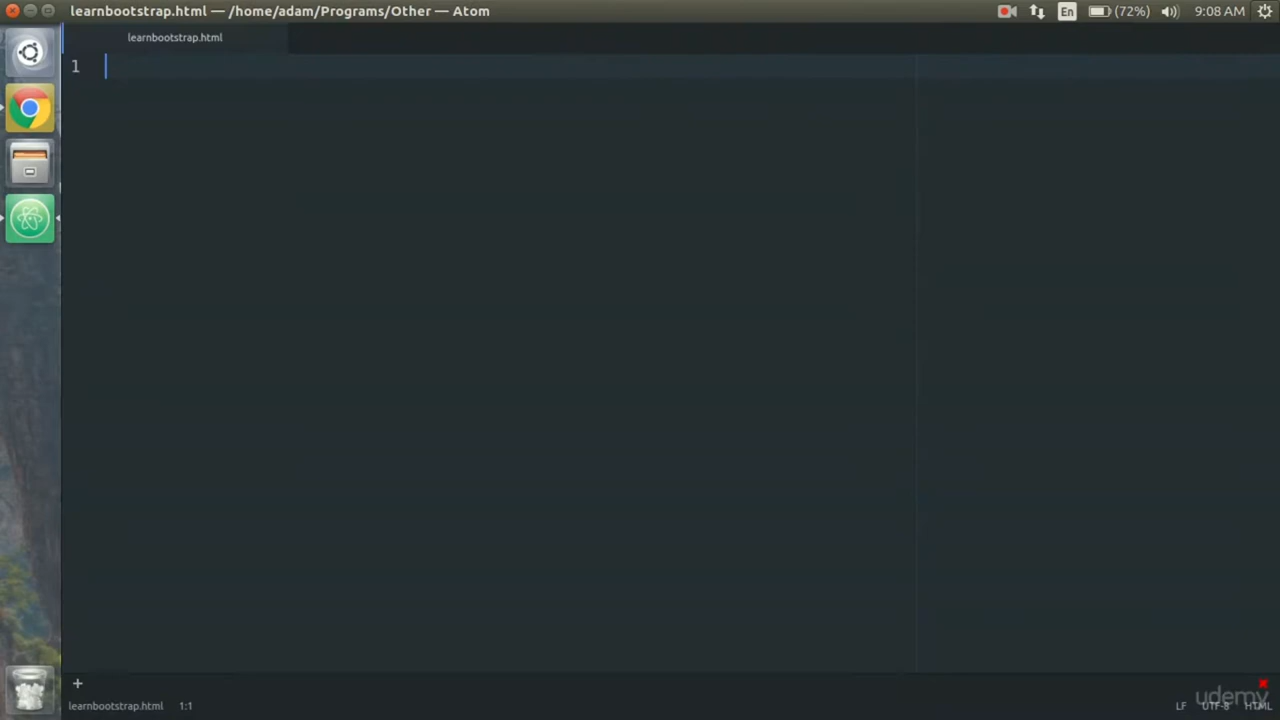 learnbootstrap.html — /home/adam/Programs/Other — Atom
En
(72%)
9:08 AM
learnbootstrap.html
1
+
learnbootstrap.html 1:1
LF UTF-8 HTML
udemy